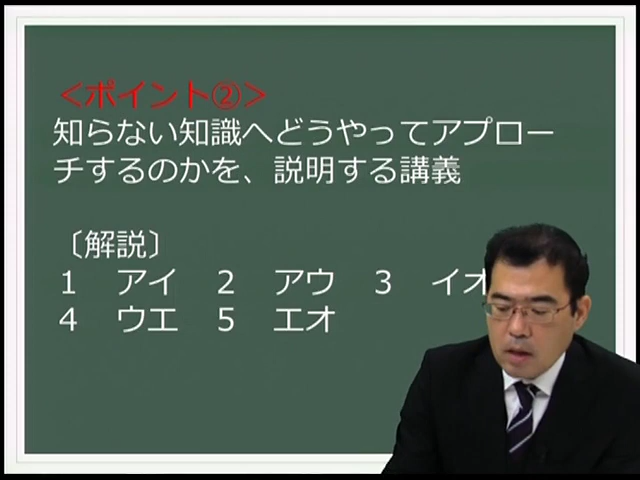 ＜ポイント②＞
知らない知識へどうやってアプロー
チするのかを、説明する講義
〔解説〕
１　アイ　２　アウ　３　イオ
４　ウエ　５　エオ